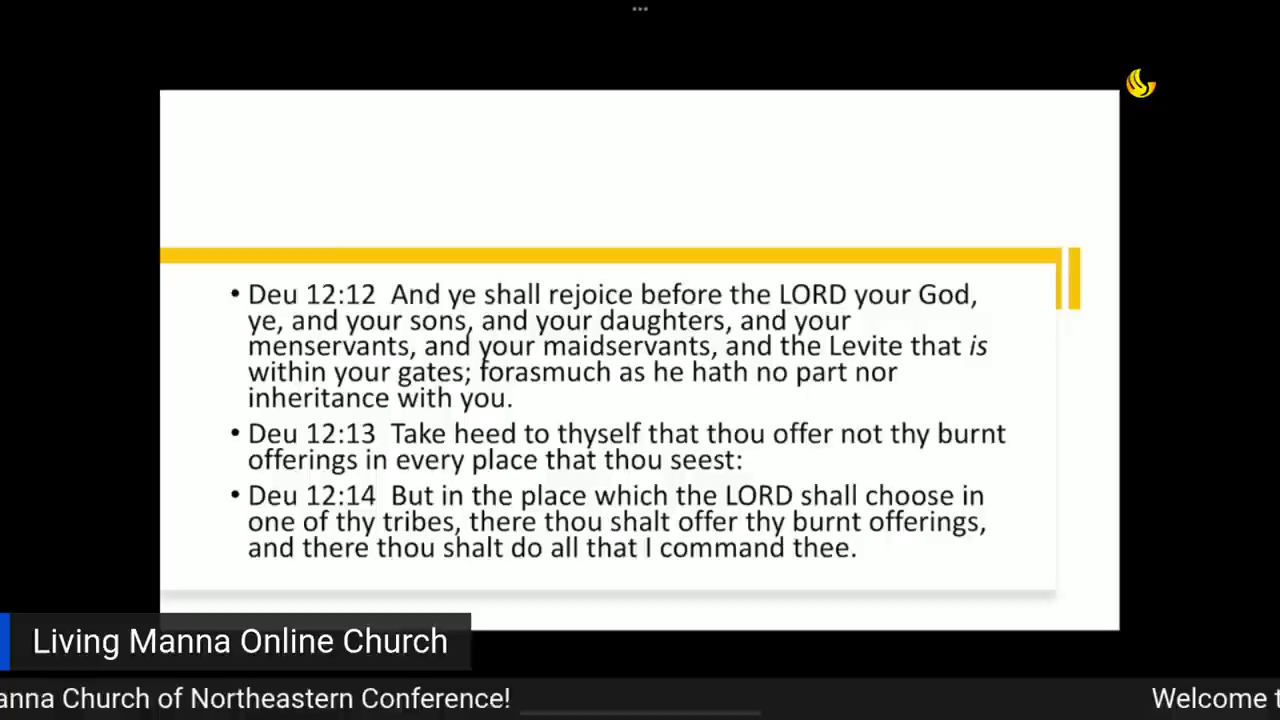 • Deu 12:12 And ye shall rejoice before the LORD your God,
ye, and your sons, and your daughters, and your
menservants, and your maidservants, and the Levite that is
within your gates; forasmuch as he hath no part nor
inheritance with you.
• Deu 12:13 Take heed to thyself that thou offer not thy burnt
offerings in every place that thou seest:
• Deu 12:14 But in the place which the LORD shall choose in
one of thy tribes, there thou shalt offer thy burnt offerings,
and there thou shalt do all that I command thee.
Living Manna Online Church
anna Church of Northeastern Conference! Welcome t